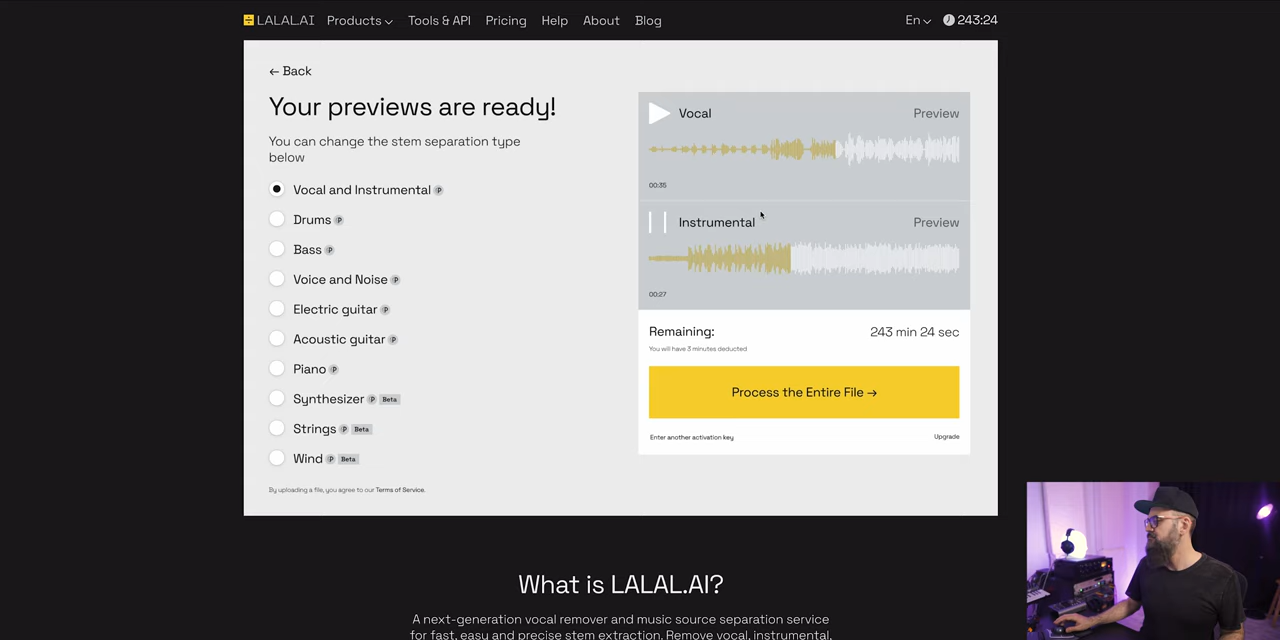 LALAL.AI Products Tools & API Pricing Help About Blog En 243:24
← Back
Your previews are ready!
You can change the stem separation type
below
Vocal and Instrumental P
Drums P
Bass P
Voice and Noise P
Electric guitar P
Acoustic guitar P
Piano P
Synthesizer P Beta
Strings P Beta
Wind P Beta
By uploading a file, you agree to our Terms of Service.
Vocal Preview
00:35
Instrumental Preview
00:27
Remaining: 243 min 24 sec
You will have 3 minutes deducted
Process the Entire File →
Enter another activation key Upgrade
What is LALAL.AI?
A next-generation vocal remover and music source separation service
for fast, easy and precise stem extraction. Remove vocal, instrumental,